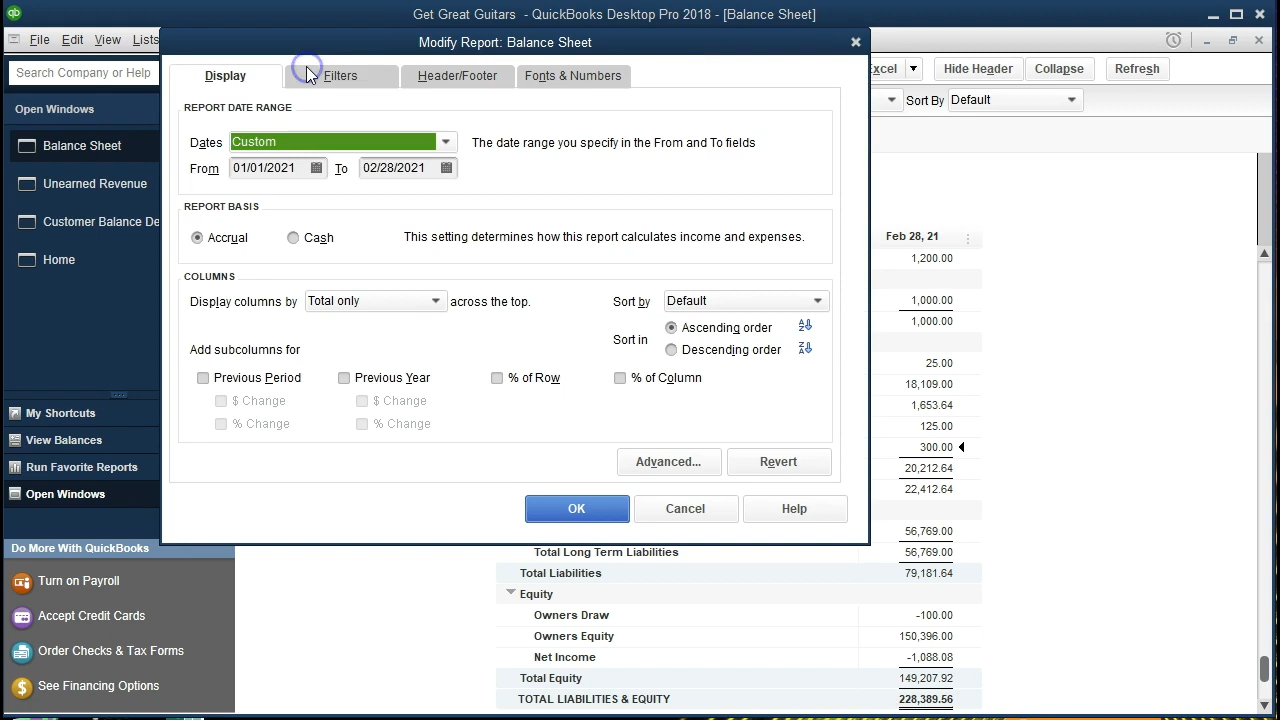 Get Great Guitars - QuickBooks Desktop Pro 2018 - [Balance Sheet]
File Edit View Lists
Modify Report: Balance Sheet
Search Company or Help
Open Windows
Balance Sheet
Unearned Revenue
Customer Balance De
Home
My Shortcuts
View Balances
Run Favorite Reports
Open Windows
Do More With QuickBooks
Turn on Payroll
Accept Credit Cards
Order Checks & Tax Forms
See Financing Options
Display Filters Header/Footer Fonts & Numbers
REPORT DATE RANGE
Dates Custom The date range you specify in the From and To fields
From 01/01/2021 To 02/28/2021
REPORT BASIS
Accrual Cash This setting determines how this report calculates income and expenses.
COLUMNS
Display columns by Total only across the top. Sort by Default
Sort in Ascending order
Descending order
Add subcolumns for
Previous Period Previous Year % of Row % of Column
$ Change $ Change
% Change % Change
Advanced... Revert
OK Cancel Help
Excel Hide Header Collapse Refresh
Sort By Default
Feb 28, 21
1,200.00
1,000.00
1,000.00
25.00
18,109.00
1,653.64
125.00
300.00
20,212.64
22,412.64
56,769.00
Total Long Term Liabilities 56,769.00
Total Liabilities 79,181.64
Equity
Owners Draw -100.00
Owners Equity 150,396.00
Net Income -1,088.08
Total Equity 149,207.92
TOTAL LIABILITIES & EQUITY 228,389.56